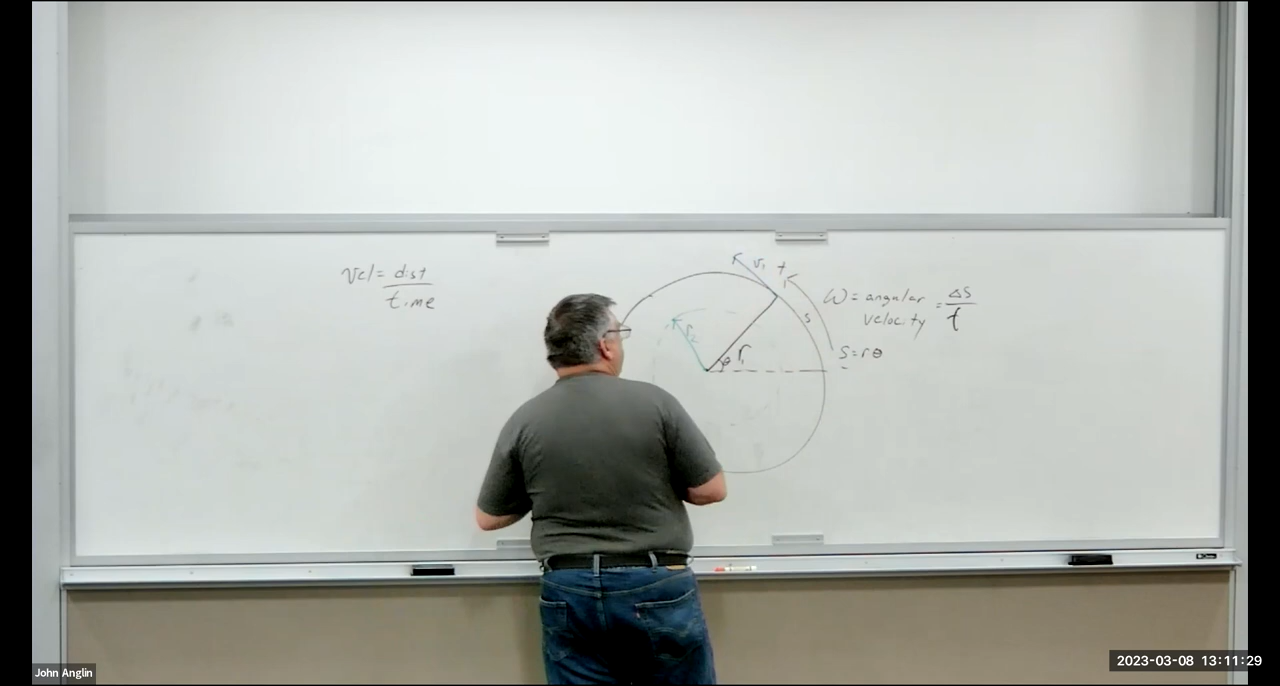 Vel = dist
time
V₁ t
ω = angular = ΔS
velocity t
S
r₂
θ r₁
S = rθ
John Anglin
2023-03-08 13:11:29